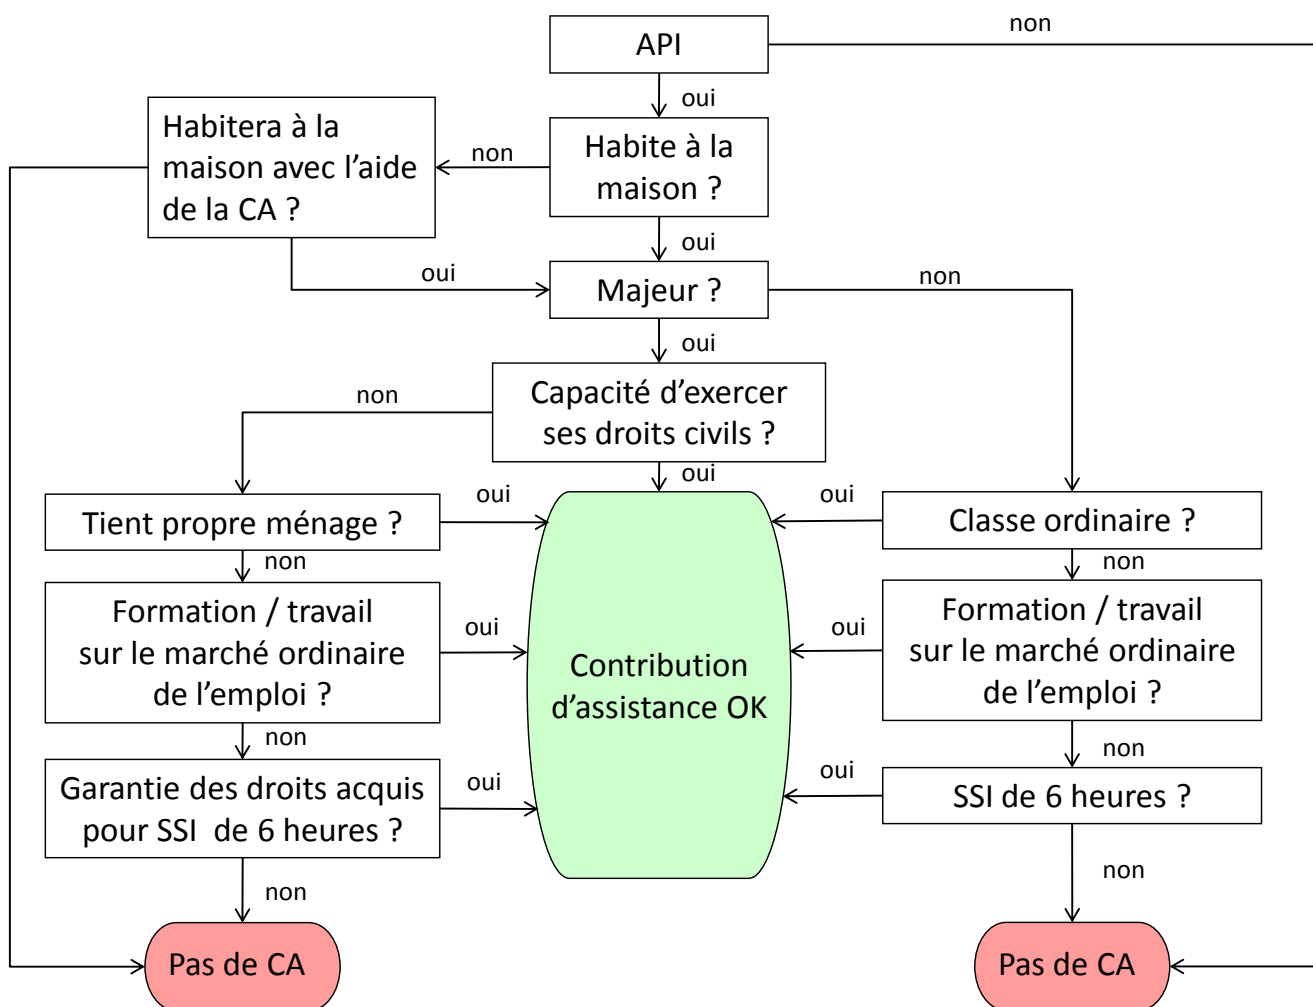 API
non
oui
Habitera à la
maison avec l'aide
de la CA ?
non
Habite à la
maison ?
oui
oui
Majeur ?
non
oui
Capacité d'exercer
ses droits civils ?
non
oui
Tient propre ménage ?
oui
oui
Classe ordinaire ?
non
non
Formation / travail
sur le marché ordinaire
de l'emploi ?
oui
Contribution
d'assistance OK
oui
Formation / travail
sur le marché ordinaire
de l'emploi ?
non
non
Garantie des droits acquis
pour SSI de 6 heures ?
oui
oui
SSI de 6 heures ?
non
non
Pas de CA
Pas de CA